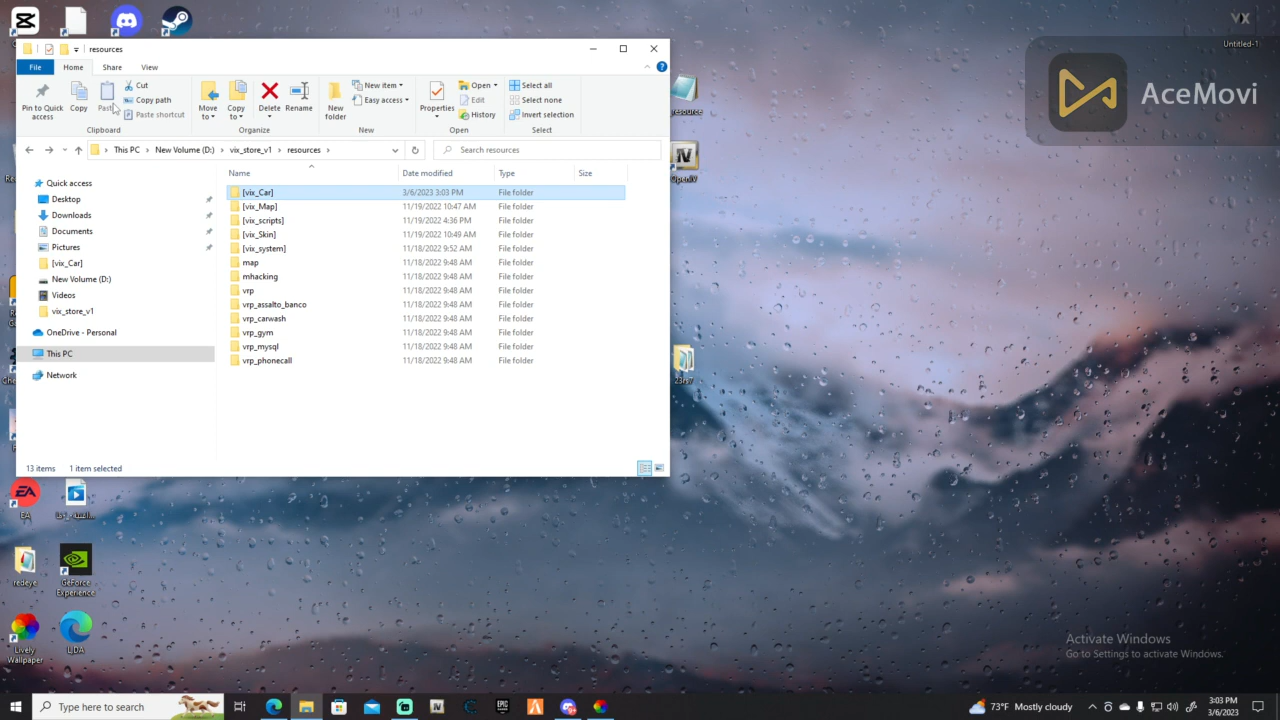 resources
File
Home
Share
View
Pin to Quick
access
Copy
Paste
Cut
Copy path
Paste shortcut
Clipboard
Move
to
Copy
to
Delete
Rename
Organize
New
folder
New item
Easy access
New
Properties
Open
Edit
History
Open
Select all
Select none
Invert selection
Select
This PC
New Volume (D:)
vix_store_v1
resources
Search resources
Name
Date modified
Type
Size
Quick access
Desktop
Downloads
Documents
Pictures
[vix_Car]
New Volume (D:)
Videos
vix_store_v1
OneDrive - Personal
This PC
Network
[vix_Car] 3/6/2023 3:03 PM File folder
[vix_Map] 11/19/2022 10:47 AM File folder
[vix_scripts] 11/19/2022 4:36 PM File folder
[vix_Skin] 11/19/2022 10:49 AM File folder
[vix_system] 11/18/2022 9:52 AM File folder
map 11/18/2022 9:48 AM File folder
mhacking 11/18/2022 9:48 AM File folder
vrp 11/18/2022 9:48 AM File folder
vrp_assalto_banco 11/18/2022 9:48 AM File folder
vrp_carwash 11/18/2022 9:48 AM File folder
vrp_gym 11/18/2022 9:48 AM File folder
vrp_mysql 11/18/2022 9:48 AM File folder
vrp_phonecall 11/18/2022 9:48 AM File folder
13 items
1 item selected
VX
Untitled-1
AceMovi
OpenIV
23rs7
EA
redeye
GeForce
Experience
Lively
Wallpaper
Activate Windows
Go to Settings to activate Windows.
Type here to search
EPIC
73°F Mostly cloudy
3:03 PM
3/6/2023